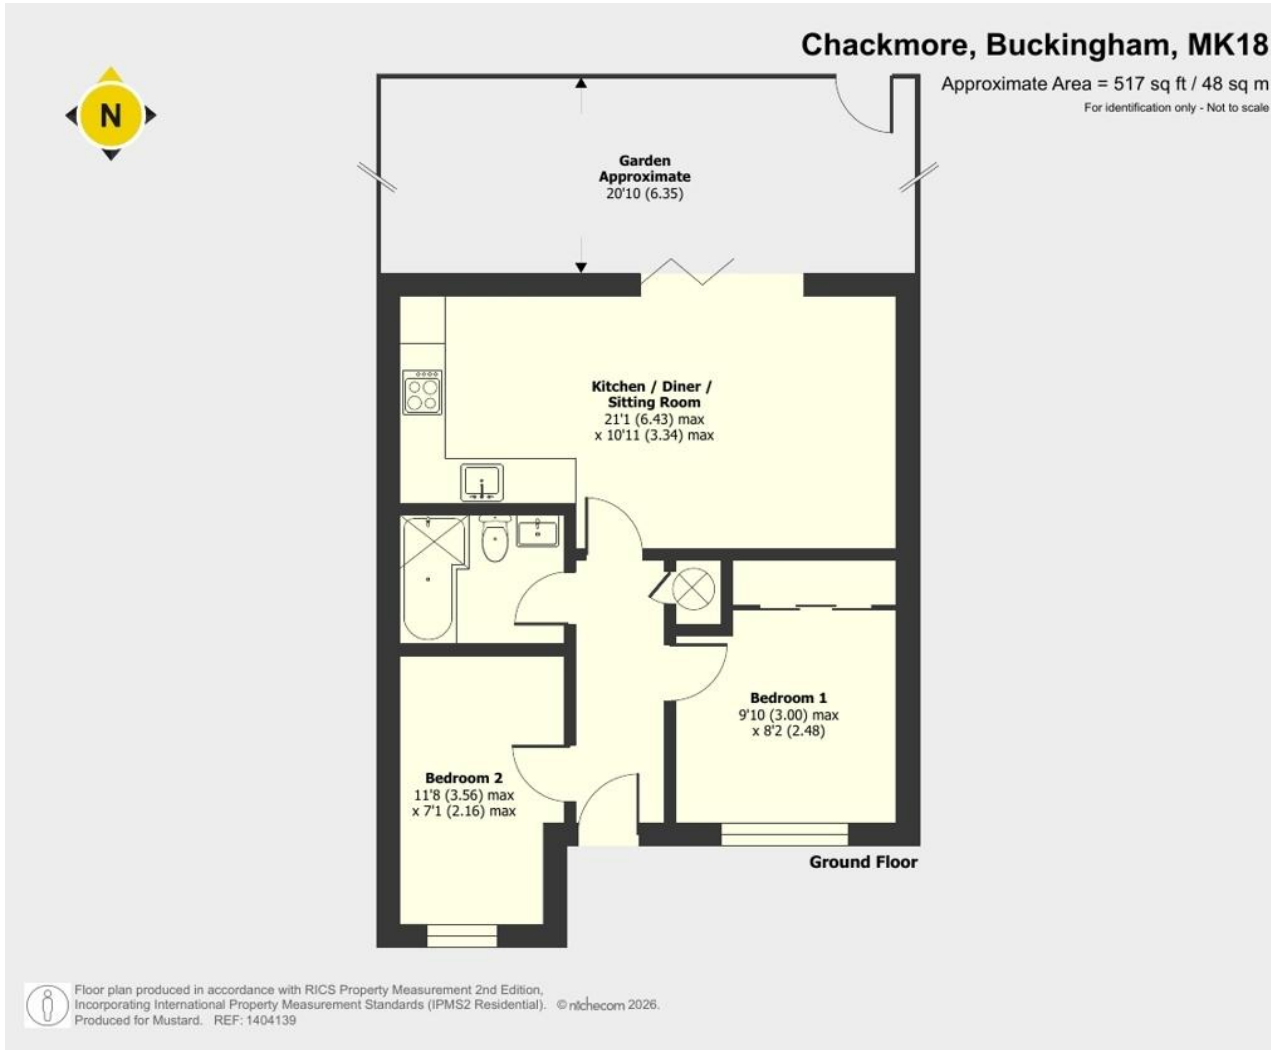 Chackmore, Buckingham, MK18
Approximate Area = 517 sq ft / 48 sq m
For identification only - Not to scale
N
Garden
Approximate
20'10 (6.35)
Kitchen / Diner /
Sitting Room
21'1 (6.43) max
x 10'11 (3.34) max
Bedroom 1
9'10 (3.00) max
x 8'2 (2.48)
Bedroom 2
11'8 (3.56) max
x 7'1 (2.16) max
Ground Floor
Floor plan produced in accordance with RICS Property Measurement 2nd Edition,
Incorporating International Property Measurement Standards (IPMS2 Residential). © nichecom 2026.
Produced for Mustard. REF: 1404139